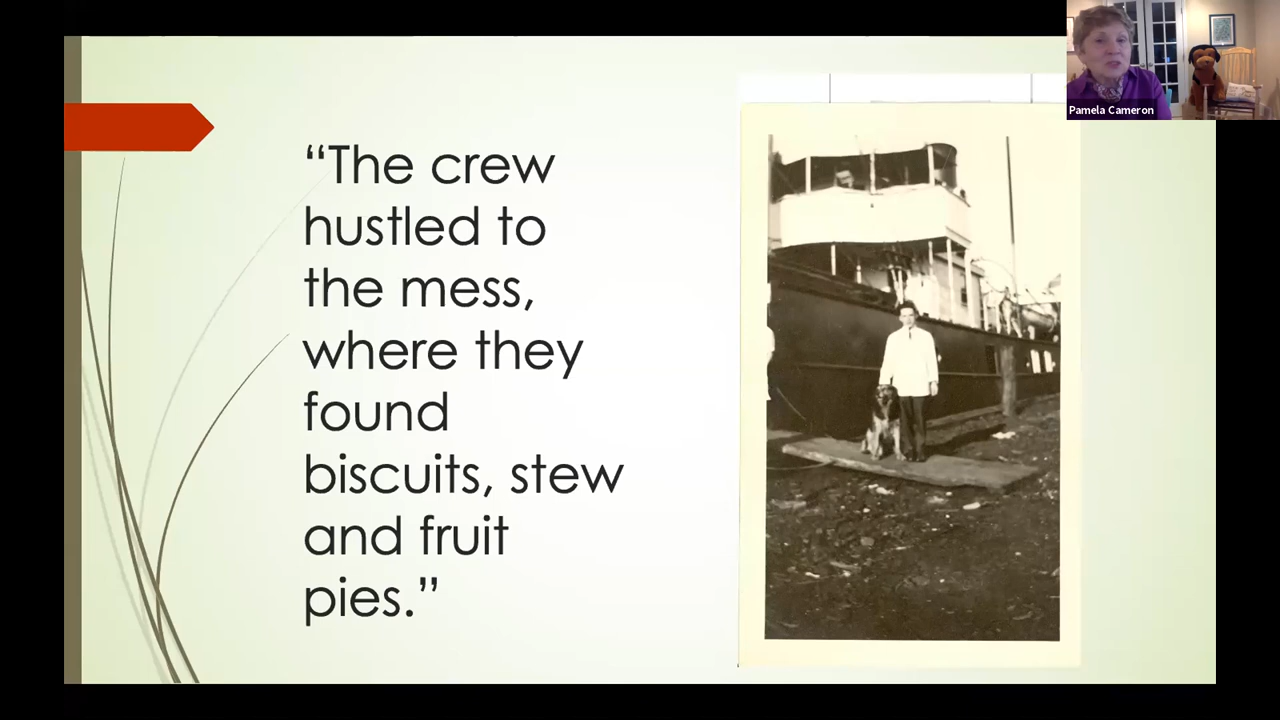 “The crew
hustled to
the mess,
where they
found
biscuits, stew
and fruit
pies.”
Pamela Cameron